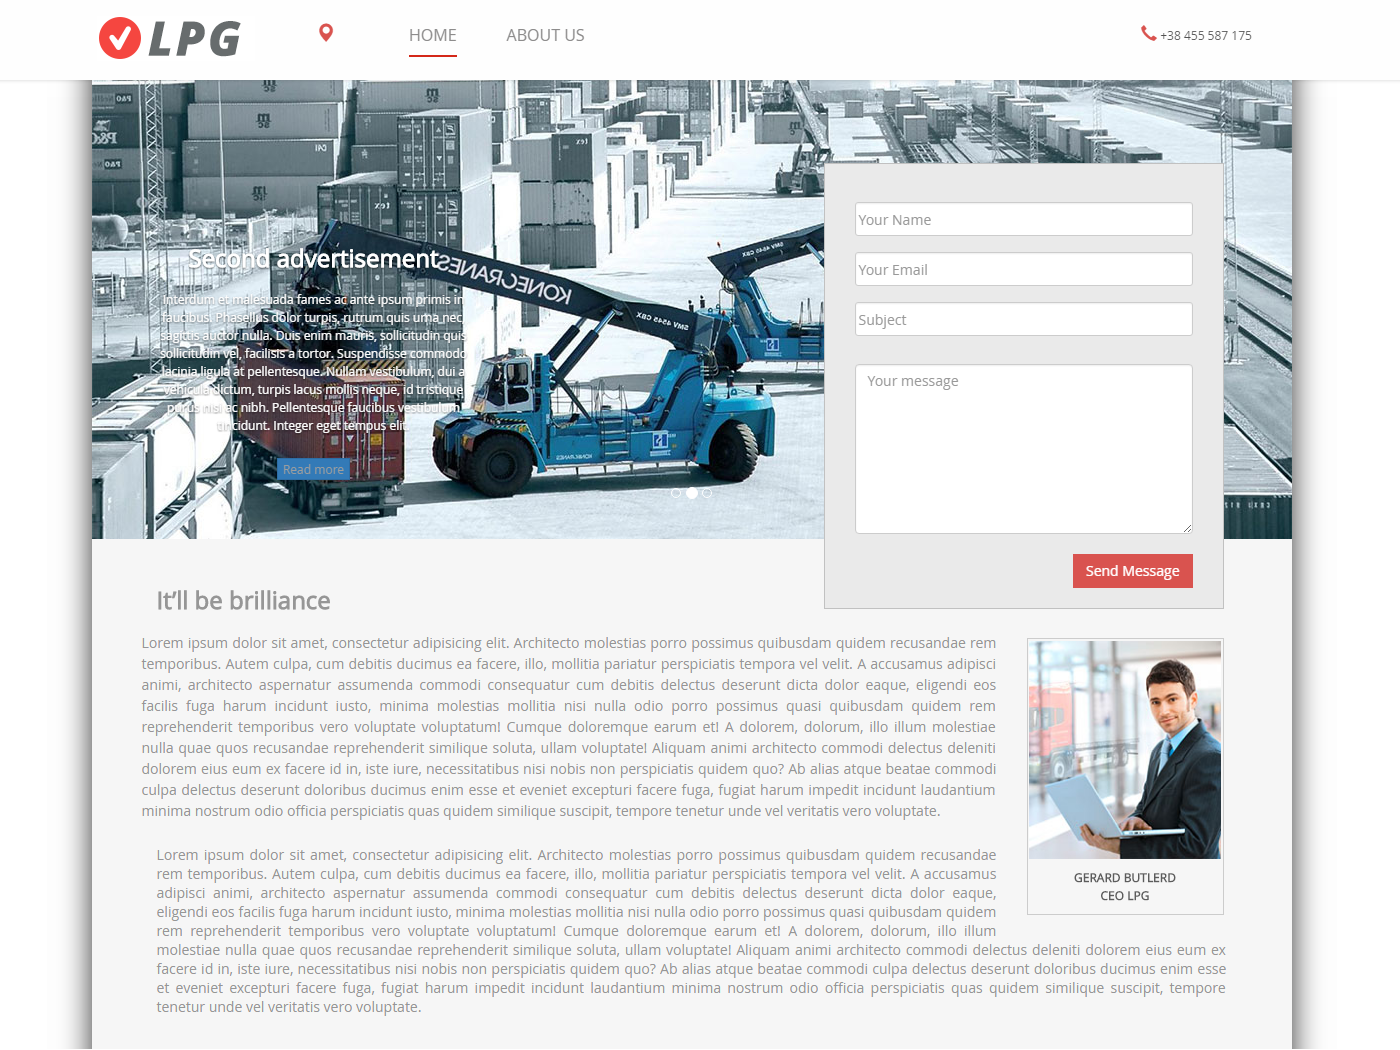 LPG
HOME
ABOUT US
+38 455 587 175
Second advertisement
Interdum et malesuada fames ac ante ipsum primis in
faucibus. Phasellus dolor turpis, rutrum quis urna nec,
sagittis auctor nulla. Duis enim mauris, sollicitudin quis
sollicitudin vel, facilisis a tortor. Suspendisse commodo
lacinia ligula at pellentesque. Nullam vestibulum, dui a
vehicula dictum, turpis lacus mollis neque, id tristique
purus nisi ac nibh. Pellentesque faucibus vestibulum
tincidunt. Integer eget tempus elit.
Read more
KONECRANES
SMV 4545 CBX
SMV 4545 CBX
Your Name
Your Email
Subject
Your message
Send Message
It’ll be brilliance
Lorem ipsum dolor sit amet, consectetur adipisicing elit. Architecto molestias porro possimus quibusdam quidem recusandae rem
temporibus. Autem culpa, cum debitis ducimus ea facere, illo, mollitia pariatur perspiciatis tempora vel velit. A accusamus adipisci
animi, architecto aspernatur assumenda commodi consequatur cum debitis delectus deserunt dicta dolor eaque, eligendi eos
facilis fuga harum incidunt iusto, minima molestias mollitia nisi nulla odio porro possimus quasi quibusdam quidem rem
reprehenderit temporibus vero voluptate voluptatum! Cumque doloremque earum et! A dolorem, dolorum, illo illum molestiae
nulla quae quos recusandae reprehenderit similique soluta, ullam voluptate! Aliquam animi architecto commodi delectus deleniti
dolorem eius eum ex facere id in, iste iure, necessitatibus nisi nobis non perspiciatis quidem quo? Ab alias atque beatae commodi
culpa delectus deserunt doloribus ducimus enim esse et eveniet excepturi facere fuga, fugiat harum impedit incidunt laudantium
minima nostrum odio officia perspiciatis quas quidem similique suscipit, tempore tenetur unde vel veritatis vero voluptate.
GERARD BUTLERD
CEO LPG
Lorem ipsum dolor sit amet, consectetur adipisicing elit. Architecto molestias porro possimus quibusdam quidem recusandae
rem temporibus. Autem culpa, cum debitis ducimus ea facere, illo, mollitia pariatur perspiciatis tempora vel velit. A accusamus
adipisci animi, architecto aspernatur assumenda commodi consequatur cum debitis delectus deserunt dicta dolor eaque,
eligendi eos facilis fuga harum incidunt iusto, minima molestias mollitia nisi nulla odio porro possimus quasi quibusdam quidem
rem reprehenderit temporibus vero voluptate voluptatum! Cumque doloremque earum et! A dolorem, dolorum, illo illum
molestiae nulla quae quos recusandae reprehenderit similique soluta, ullam voluptate! Aliquam animi architecto commodi delectus deleniti dolorem eius eum ex
facere id in, iste iure, necessitatibus nisi nobis non perspiciatis quidem quo? Ab alias atque beatae commodi culpa delectus deserunt doloribus ducimus enim esse
et eveniet excepturi facere fuga, fugiat harum impedit incidunt laudantium minima nostrum odio officia perspiciatis quas quidem similique suscipit, tempore
tenetur unde vel veritatis vero voluptate.